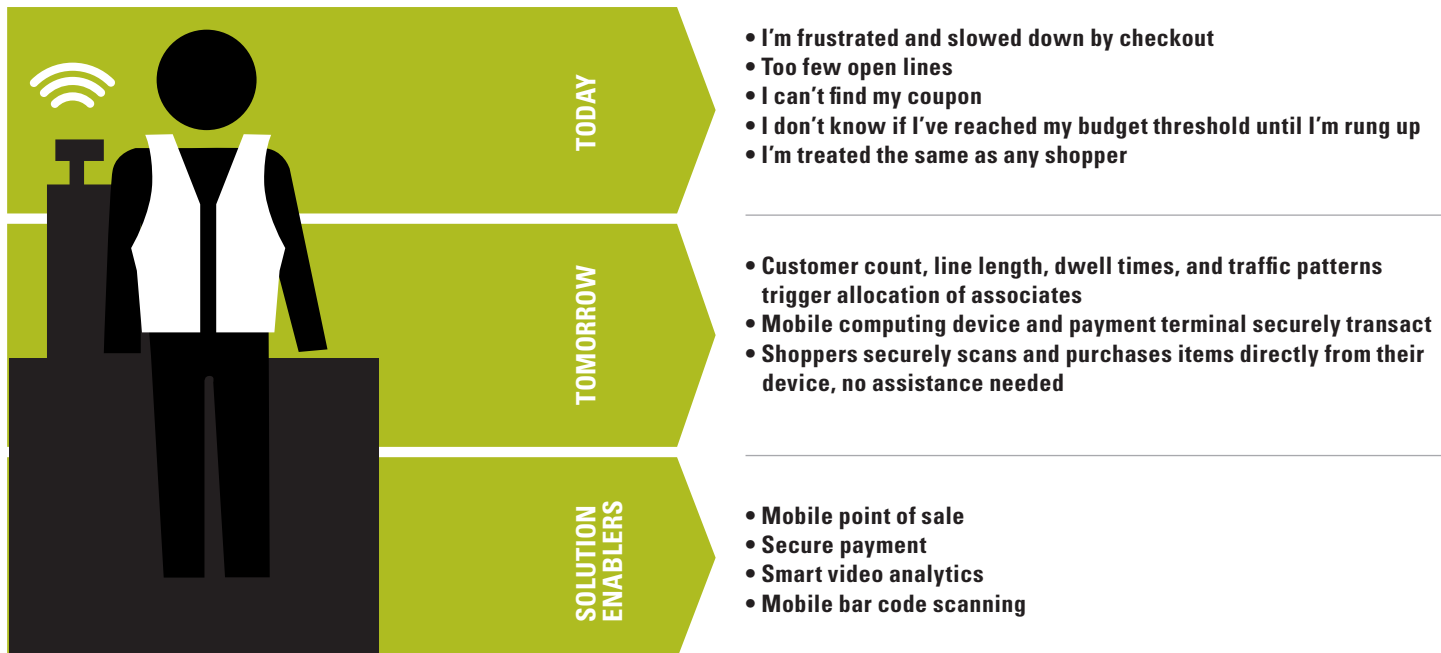 TODAY
• I’m frustrated and slowed down by checkout
• Too few open lines
• I can’t find my coupon
• I don’t know if I’ve reached my budget threshold until I’m rung up
• I’m treated the same as any shopper
TOMORROW
• Customer count, line length, dwell times, and traffic patterns
trigger allocation of associates
• Mobile computing device and payment terminal securely transact
• Shoppers securely scans and purchases items directly from their
device, no assistance needed
SOLUTION
ENABLERS
• Mobile point of sale
• Secure payment
• Smart video analytics
• Mobile bar code scanning